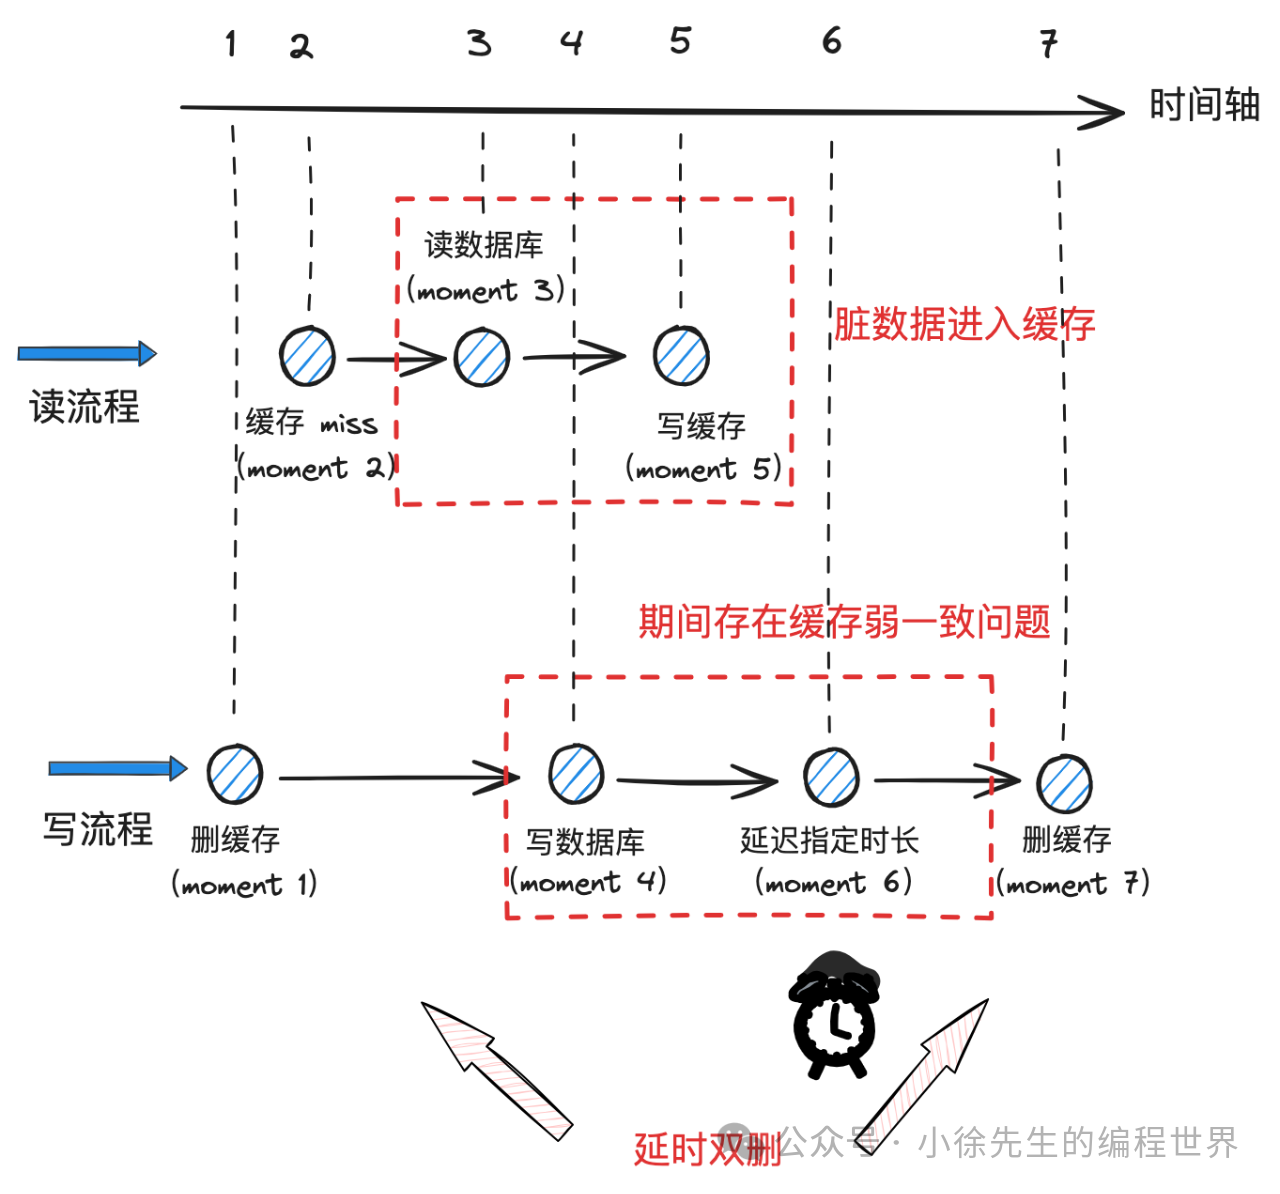 1 2 3 4 5 6 7
时间轴
读数据库
(moment 3)
脏数据进入缓存
读流程
缓存 miss
(moment 2)
写缓存
(moment 5)
期间存在缓存弱一致问题
写流程
删缓存
(moment 1)
写数据库
(moment 4)
延迟指定时长
(moment 6)
删缓存
(moment 7)
延时双删
公众号 · 小徐先生的编程世界